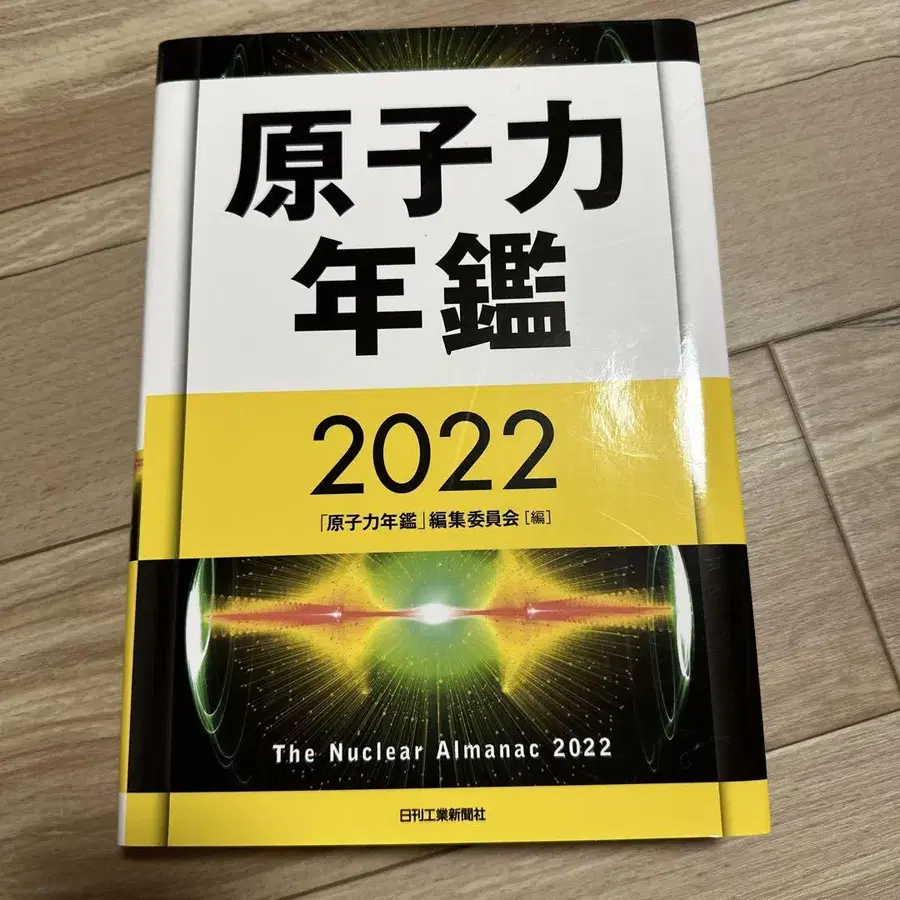 原子力
年鑑
2022
「原子力年鑑」編集委員会[編]
The Nuclear Almanac 2022
日刊工業新聞社